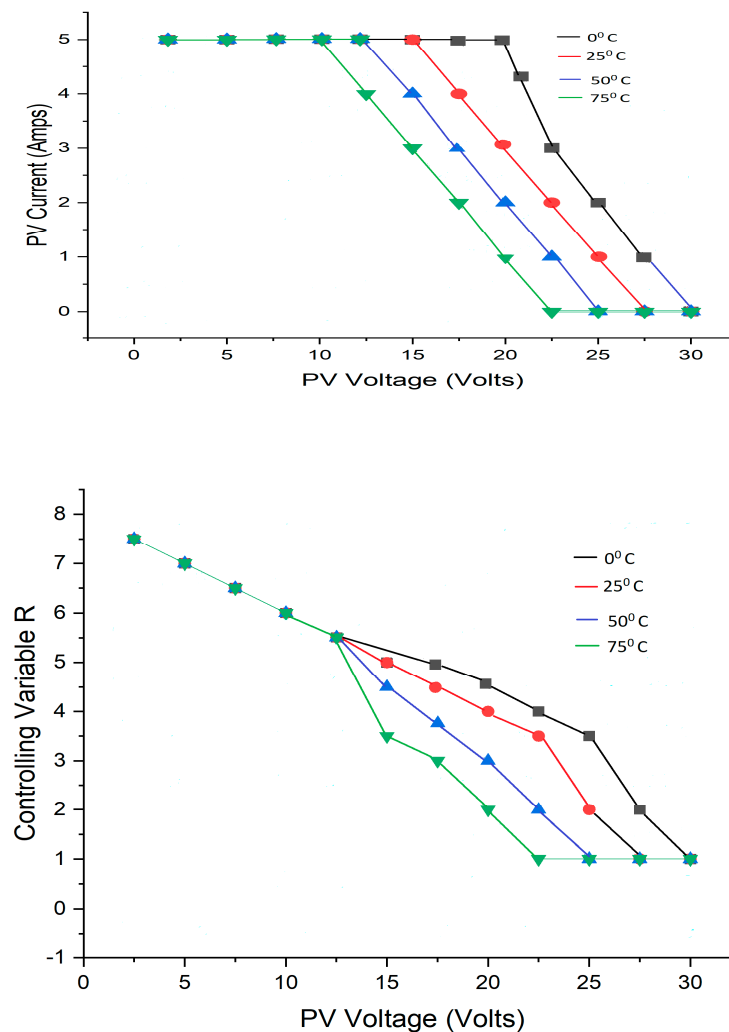 5
4
3
2
1
0
PV Current (Amps)
0⁰ C
25⁰ C
50⁰ C
75⁰ C
0 5 10 15 20 25 30
PV Voltage (Volts)
8
7
6
5
4
3
2
1
0
-1
Controlling Variable R
0⁰ C
25⁰ C
50⁰ C
75⁰ C
0 5 10 15 20 25 30
PV Voltage (Volts)